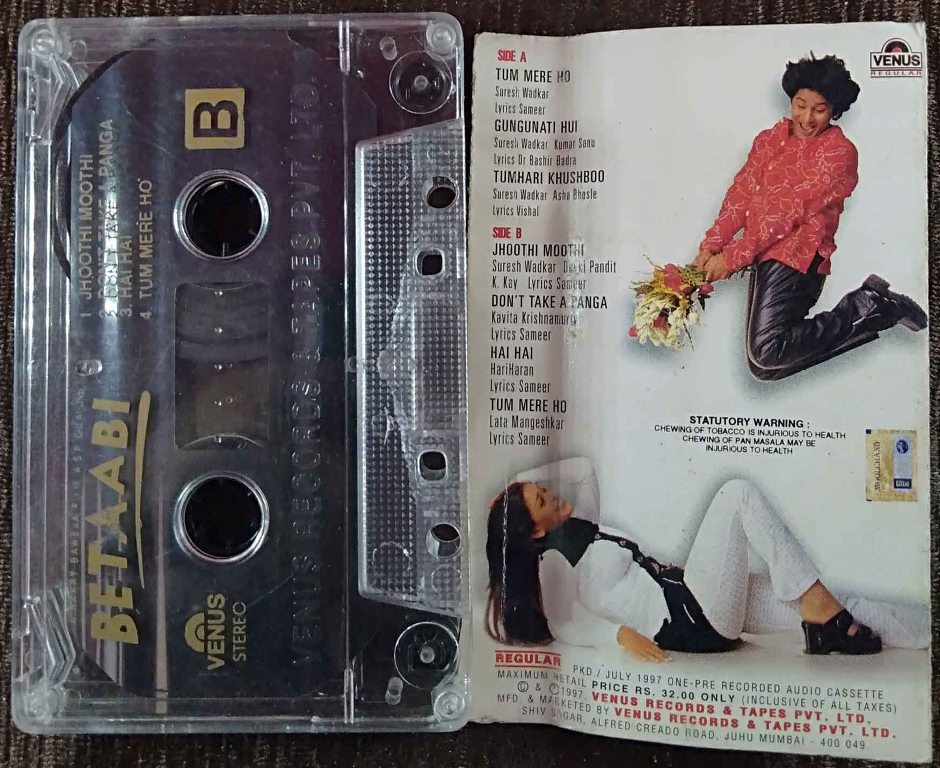 B
1 JHOOTHI MOOTHI
2. DON'T TAKE A PANGA
3. HAI HAI
4. TUM MERE HO
BETAABI
VENUS
STEREO
VENUS RECORDS & TAPES PVT. LTD.
VENUS
REGULAR
SIDE A
TUM MERE HO
Suresh Wadkar
Lyrics Sameer
GUNGUNATI HUI
Suresh Wadkar Kumar Sanu
Lyrics Dr Bashir Badra
TUMHARI KHUSHBOO
Suresh Wadkar Asha Bhosle
Lyrics Vishal
SIDE B
JHOOTHI MOOTHI
Suresh Wadkar Pandit
K. Kay Lyrics Sameer
DON'T TAKE A PANGA
Kavita Krishnamurty
Lyrics Sameer
HAI HAI
HariHaran
Lyrics Sameer
TUM MERE HO
Lata Mangeshkar
Lyrics Sameer
STATUTORY WARNING :
CHEWING OF TOBACCO IS INJURIOUS TO HEALTH
CHEWING OF PAN MASALA MAY BE
INJURIOUS TO HEALTH
REGULAR PKD / JULY 1997 ONE-PRE RECORDED AUDIO CASSETTE
MAXIMUM RETAIL PRICE RS. 32.00 ONLY (INCLUSIVE OF ALL TAXES)
© & ℗ 1997, VENUS RECORDS & TAPES PVT. LTD.
MFD. & MARKETED BY VENUS RECORDS & TAPES PVT. LTD.
SHIV SAGAR, ALFRED CREADO ROAD, JUHU MUMBAI - 400 049.